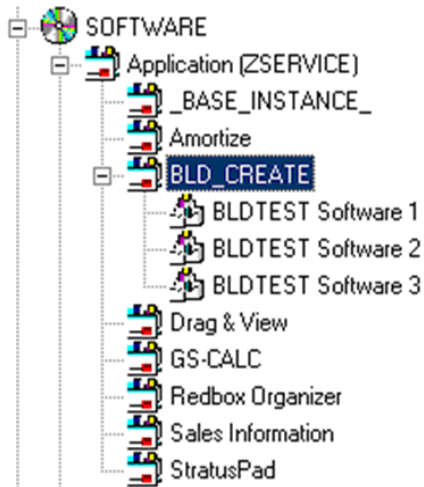 SOFTWARE
Application (ZSERVICE)
_BASE_INSTANCE_
Amortize
BLD_CREATE
BLDTEST Software 1
BLDTEST Software 2
BLDTEST Software 3
Drag & View
GS-CALC
Redbox Organizer
Sales Information
StratusPad